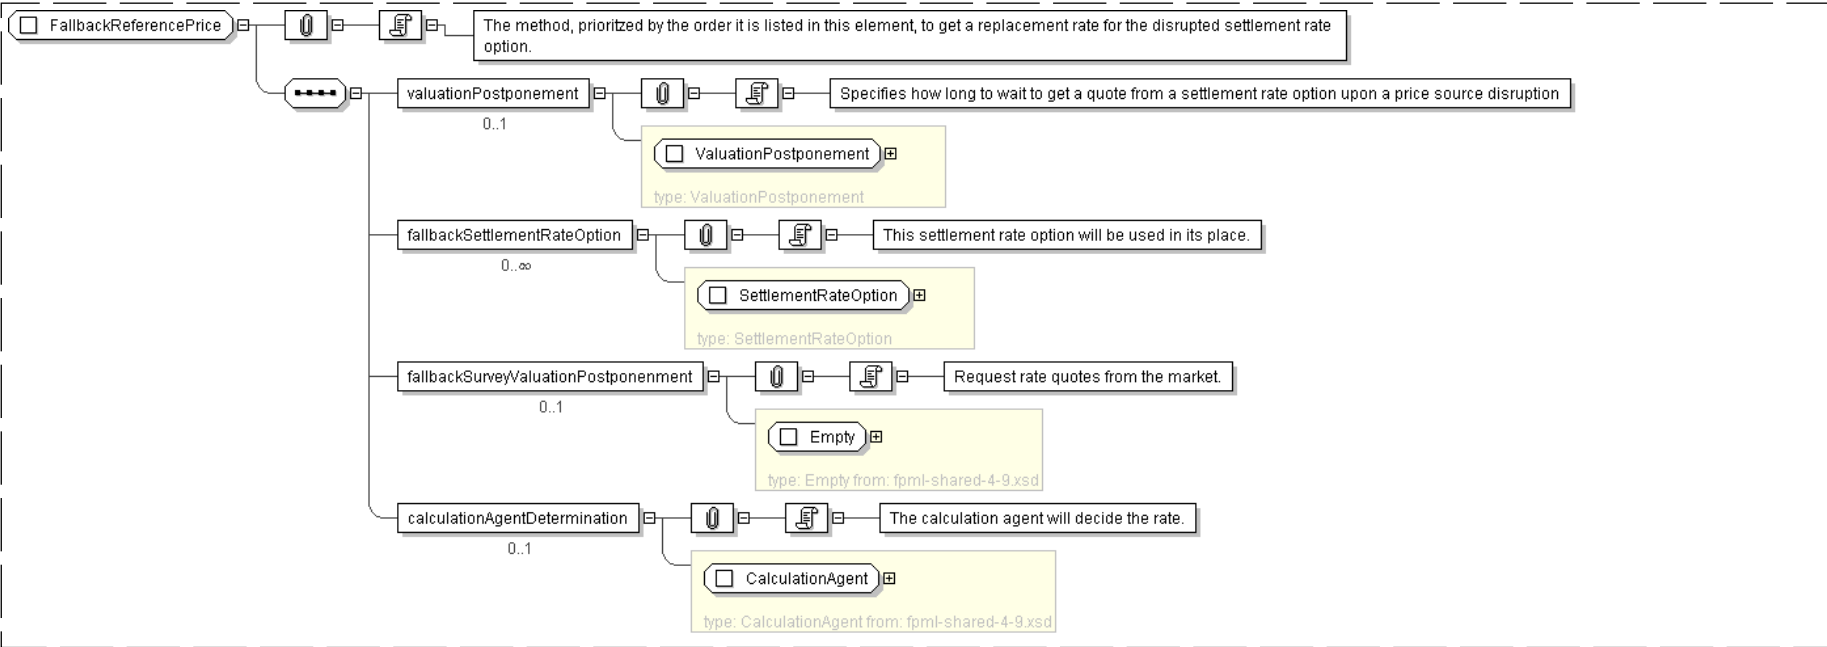 FallbackReferencePrice
The method, prioritzed by the order it is listed in this element, to get a replacement rate for the disrupted settlement rate
option.
valuationPostponement
Specifies how long to wait to get a quote from a settlement rate option upon a price source disruption
0..1
ValuationPostponement
type: ValuationPostponement
fallbackSettlementRateOption
This settlement rate option will be used in its place.
0..∞
SettlementRateOption
type: SettlementRateOption
fallbackSurveyValuationPostponenment
Request rate quotes from the market.
0..1
Empty
type: Empty from: fpml-shared-4-9.xsd
calculationAgentDetermination
The calculation agent will decide the rate.
0..1
CalculationAgent
type: CalculationAgent from: fpml-shared-4-9.xsd